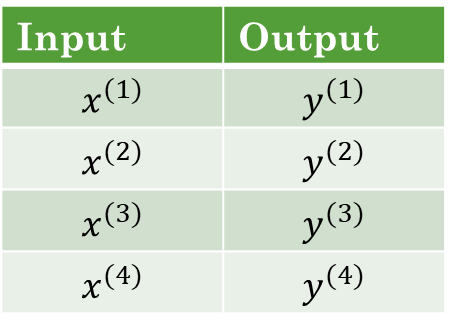 Input Output
x^(1) y^(1)
x^(2) y^(2)
x^(3) y^(3)
x^(4) y^(4)